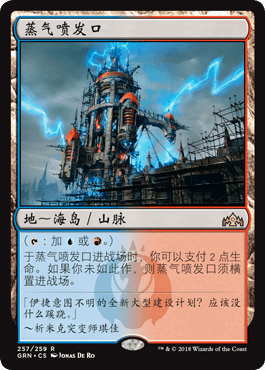 蒸气喷发口
地～海岛/山脉
（：加或。）
于蒸气喷发口进战场时，你可以支付2点生
命。如果你未如此作，则蒸气喷发口须横
置进战场。
「伊捷意图不明的全新大型建设计划？应该没
什么蹊跷。」
～析米克突变师琪佳
257/259 R
GRN • CS JONAS DE RO
™ & © 2018 Wizards of the Coast